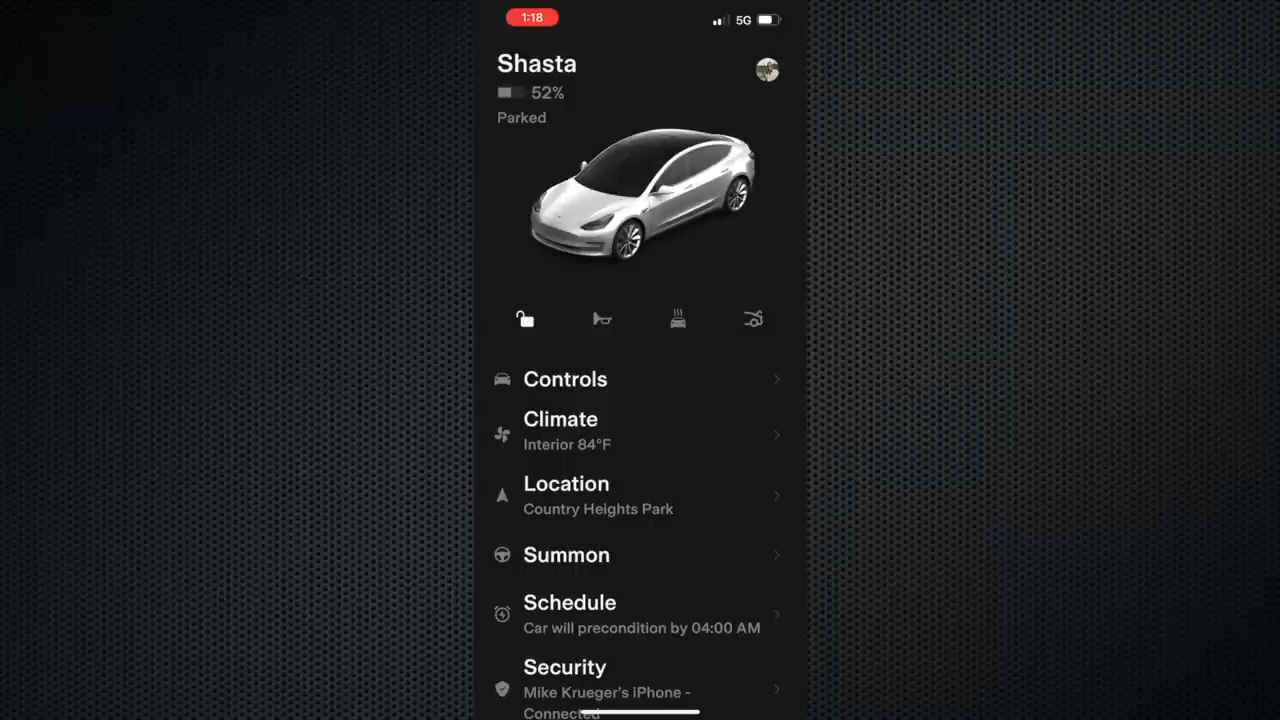 1:18
5G
Shasta
52%
Parked
Controls
Climate
Interior 84°F
Location
Country Heights Park
Summon
Schedule
Car will precondition by 04:00 AM
Security
Mike Krueger's iPhone -
Connected